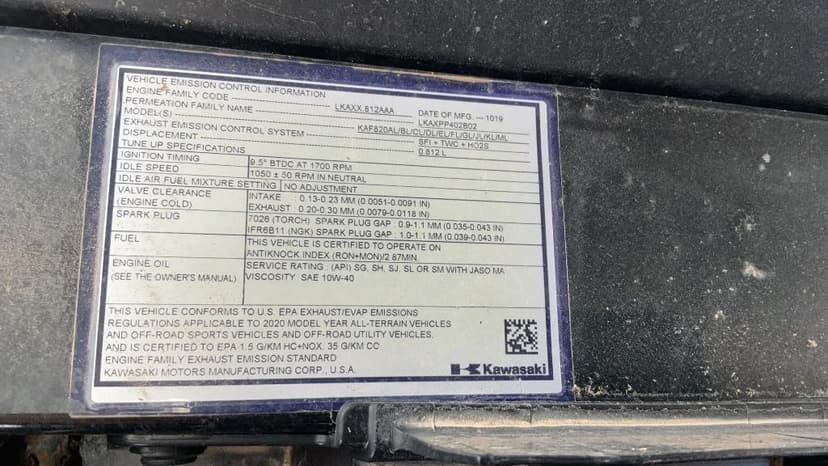 VEHICLE EMISSION CONTROL INFORMATION
ENGINE FAMILY CODE LKAXX.812AAA DATE OF MFG. 1019
PERMEATION FAMILY NAME LKAXPP402B02
MODEL(S) KAF820AL/BL/CL/DL/EL/FL/GL/JL/KL/ML
EXHAUST EMISSION CONTROL SYSTEM SFI + TWC + HO2S
DISPLACEMENT 0.812 L
TUNE UP SPECIFICATIONS
IGNITION TIMING 9.5° BTDC AT 1700 RPM
IDLE SPEED 1050 ± 50 RPM IN NEUTRAL
IDLE AIR FUEL MIXTURE SETTING NO ADJUSTMENT
VALVE CLEARANCE INTAKE : 0.13-0.23 MM (0.0051-0.0091 IN)
(ENGINE COLD) EXHAUST : 0.20-0.30 MM (0.0079-0.0118 IN)
SPARK PLUG 7026 (TORCH) SPARK PLUG GAP : 0.9-1.1 MM (0.035-0.043 IN)
IFR6B11 (NGK) SPARK PLUG GAP : 1.0-1.1 MM (0.039-0.043 IN)
FUEL THIS VEHICLE IS CERTIFIED TO OPERATE ON
ANTIKNOCK INDEX (RON+MON)/2 87MIN.
ENGINE OIL SERVICE RATING : (API) SG, SH, SJ, SL OR SM WITH JASO MA
(SEE THE OWNER'S MANUAL) VISCOSITY SAE 10W-40
THIS VEHICLE CONFORMS TO U.S. EPA EXHAUST/EVAP EMISSIONS
REGULATIONS APPLICABLE TO 2020 MODEL YEAR ALL-TERRAIN VEHICLES
AND OFF-ROAD SPORTS VEHICLES AND OFF-ROAD UTILITY VEHICLES.
AND IS CERTIFIED TO EPA 1.5 G/KM HC+NOX. 35 G/KM CC
ENGINE FAMILY EXHAUST EMISSION STANDARD
KAWASAKI MOTORS MANUFACTURING CORP., U.S.A. Kawasaki